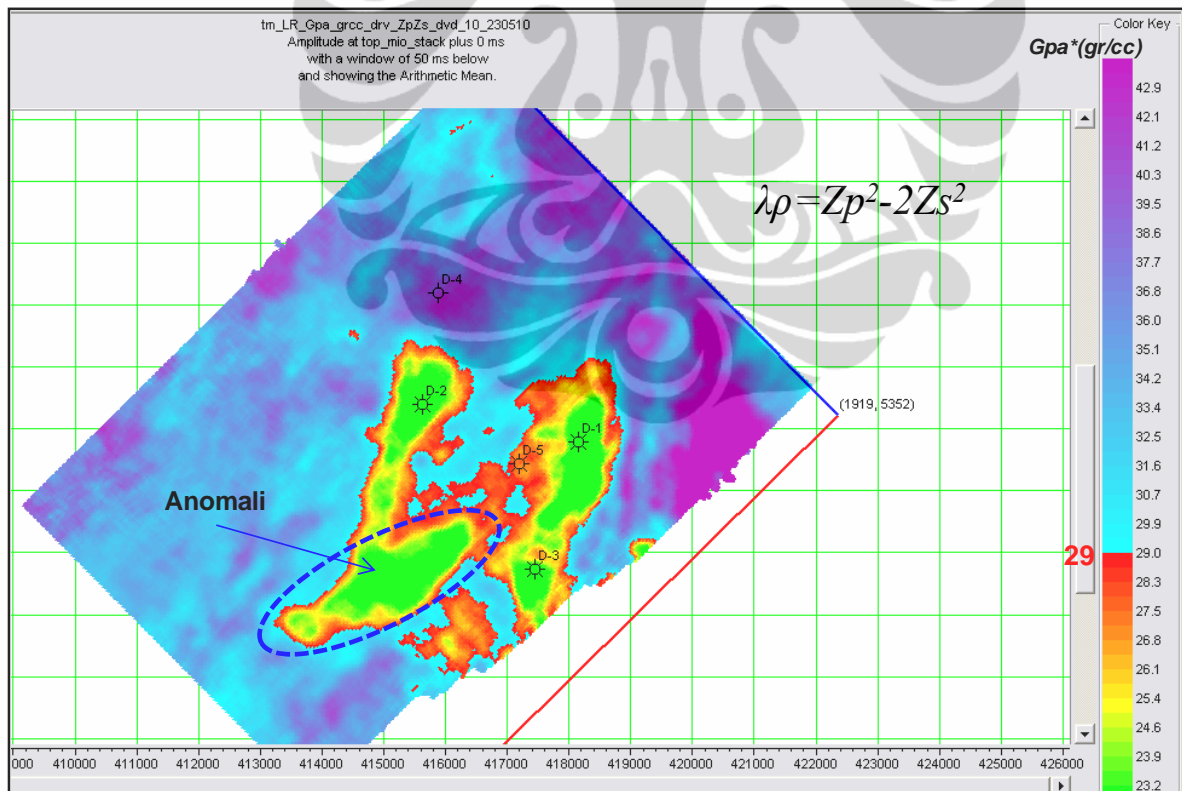 tm_LR_Gpa_grcc_drv_ZpZs_dvd_10_230510
Amplitude at top_mio_stack plus 0 ms
with a window of 50 ms below
and showing the Arithmetic Mean.
Color Key
Gpa*(gr/cc)
λρ=Zp²-2Zs²
D-4
D-2
D-1
D-5
D-3
(1919, 5352)
Anomali
29
42.9
42.1
41.2
40.3
39.5
38.6
37.7
36.8
36.0
35.1
34.2
33.4
32.5
31.6
30.7
29.9
29.0
28.3
27.5
26.8
26.1
25.4
24.6
23.9
23.2
000 410000 411000 412000 413000 414000 415000 416000 417000 418000 419000 420000 421000 422000 423000 424000 425000 426000